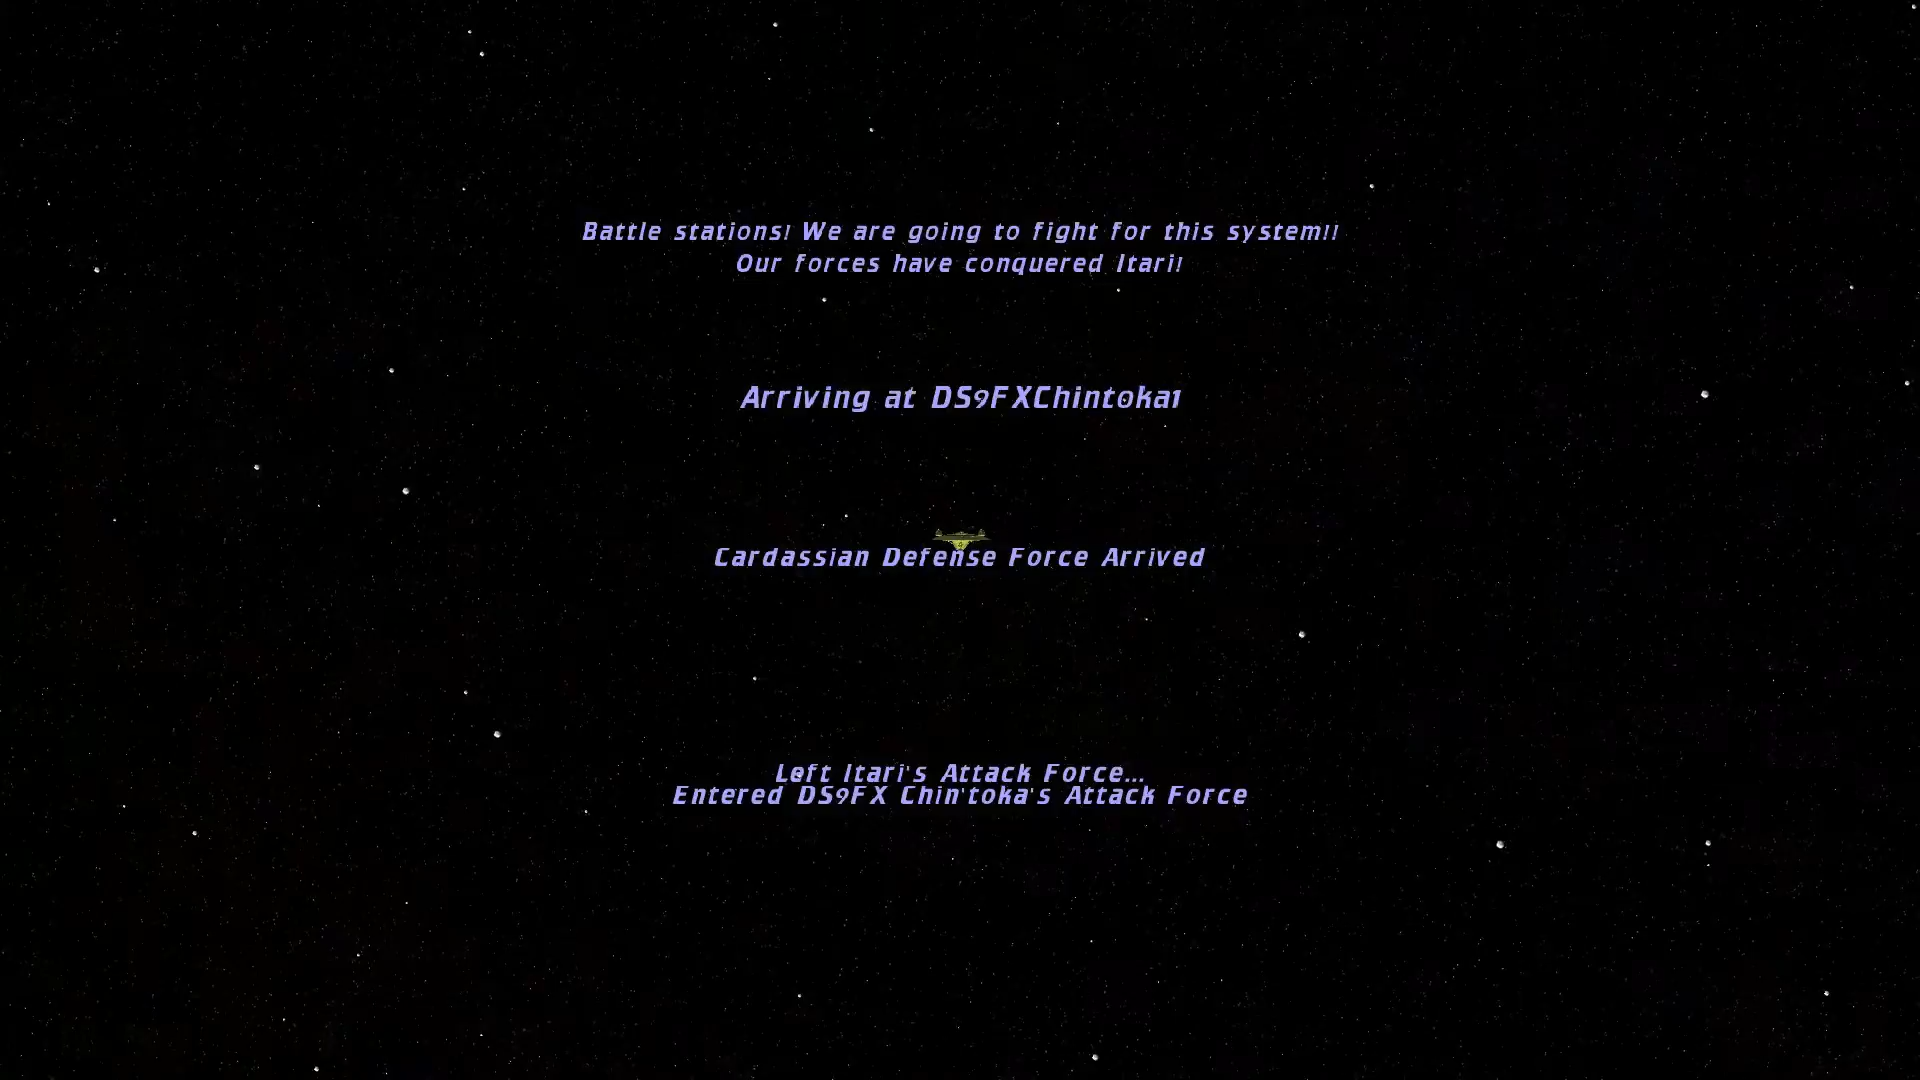 Battle stations! We are going to fight for this system!!
Our forces have conquered Itari!
Arriving at DS9FXChintoka1
Cardassian Defense Force Arrived
Left Itari's Attack Force...
Entered DS9FX Chin'toka's Attack Force